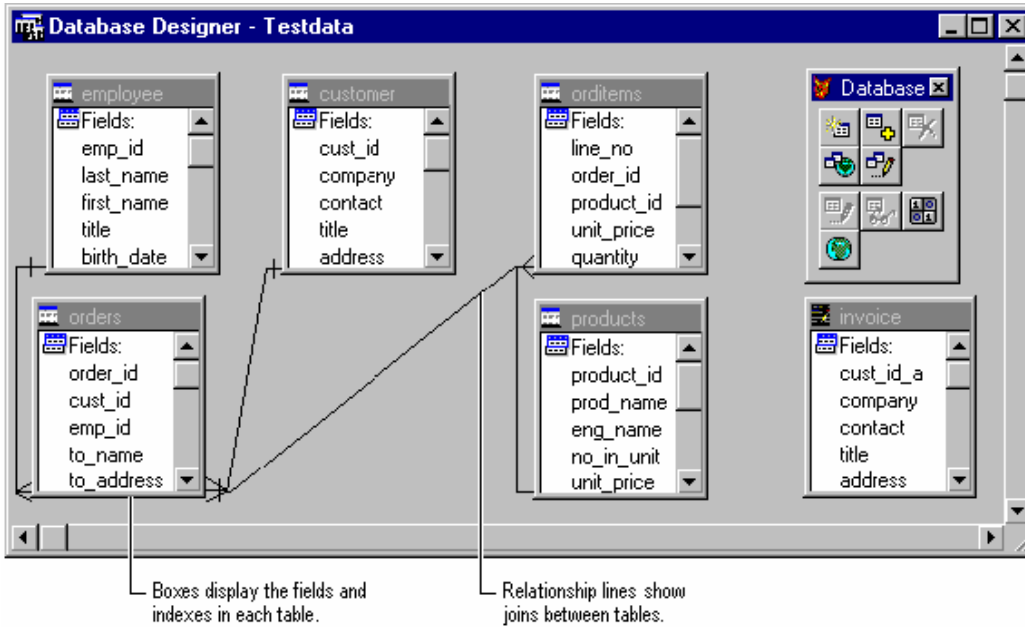 Database Designer - Testdata
employee
Fields:
emp_id
last_name
first_name
title
birth_date
customer
Fields:
cust_id
company
contact
title
address
orditems
Fields:
line_no
order_id
product_id
unit_price
quantity
Database
orders
Fields:
order_id
cust_id
emp_id
to_name
to_address
products
Fields:
product_id
prod_name
eng_name
no_in_unit
unit_price
invoice
Fields:
cust_id_a
company
contact
title
address
Boxes display the fields and
indexes in each table.
Relationship lines show
joins between tables.